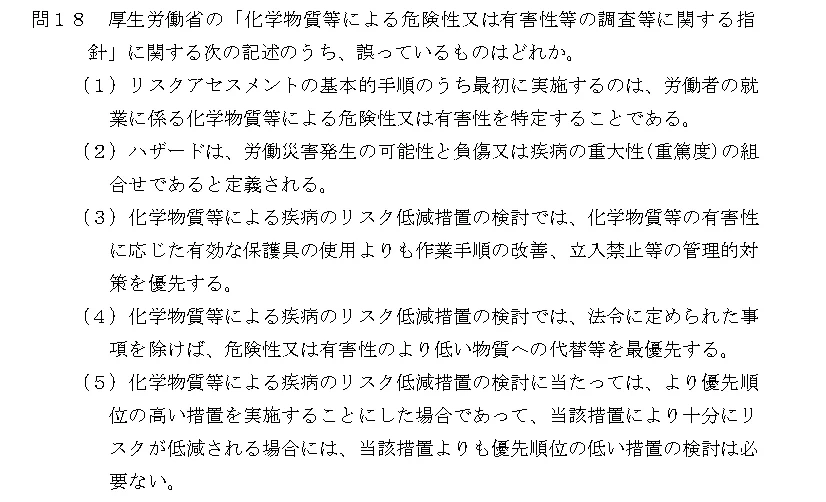 問１８　厚生労働省の「化学物質等による危険性又は有害性等の調査等に関する指
針」に関する次の記述のうち、誤っているものはどれか。
（１）リスクアセスメントの基本的手順のうち最初に実施するのは、労働者の就
業に係る化学物質等による危険性又は有害性を特定することである。
（２）ハザードは、労働災害発生の可能性と負傷又は疾病の重大性（重篤度）の組
合せであると定義される。
（３）化学物質等による疾病のリスク低減措置の検討では、化学物質等の有害性
に応じた有効な保護具の使用よりも作業手順の改善、立入禁止等の管理的対
策を優先する。
（４）化学物質等による疾病のリスク低減措置の検討では、法令に定められた事
項を除けば、危険性又は有害性のより低い物質への代替等を最優先する。
（５）化学物質等による疾病のリスク低減措置の検討に当たっては、より優先順
位の高い措置を実施することにした場合であって、当該措置により十分にリ
スクが低減される場合には、当該措置よりも優先順位の低い措置の検討は必
要ない。